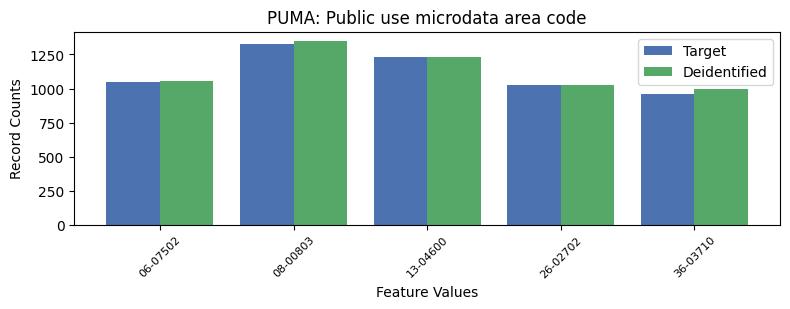 PUMA: Public use microdata area code
Target
Deidentified
Record Counts
1250
1000
750
500
250
0
06-07502
08-00803
13-04600
26-02702
36-03710
Feature Values